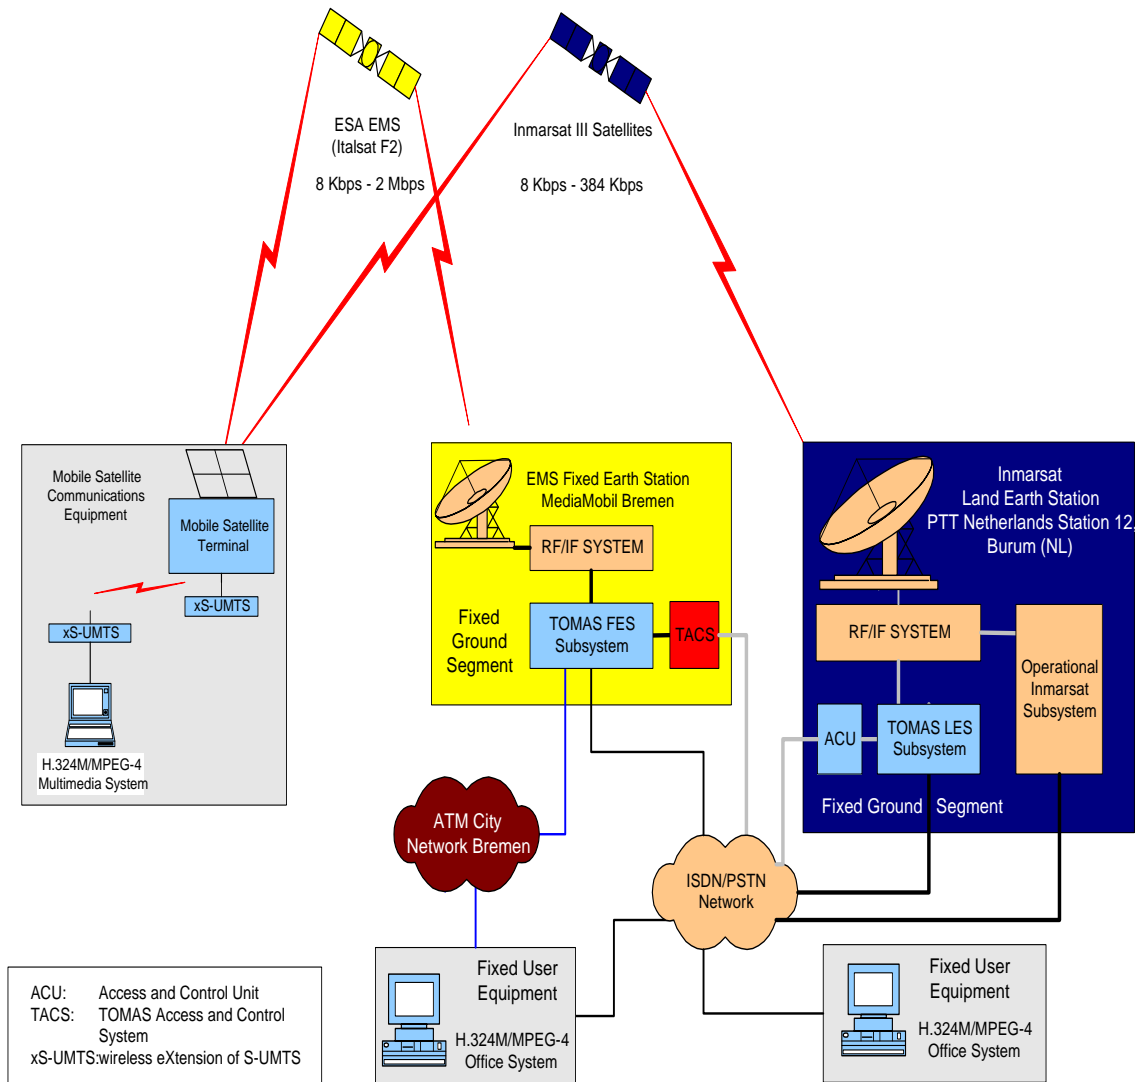 ESA EMS
(Italsat F2)
8 Kbps - 2 Mbps
Inmarsat III Satellites
8 Kbps - 384 Kbps
Mobile Satellite
Communications
Equipment
Mobile Satellite
Terminal
xS-UMTS
xS-UMTS
H.324M/MPEG-4
Multimedia System
EMS Fixed Earth Station
MediaMobil Bremen
RF/IF SYSTEM
Fixed
Ground
Segment
TOMAS FES
Subsystem
TACS
Inmarsat
Land Earth Station
PTT Netherlands Station 12,
Burum (NL)
RF/IF SYSTEM
Operational
Inmarsat
Subsystem
ACU
TOMAS LES
Subsystem
Fixed Ground Segment
ATM City
Network Bremen
ISDN/PSTN
Network
Fixed User
Equipment
H.324M/MPEG-4
Office System
Fixed User
Equipment
H.324M/MPEG-4
Office System
ACU: Access and Control Unit
TACS: TOMAS Access and Control
System
xS-UMTS:wireless eXtension of S-UMTS